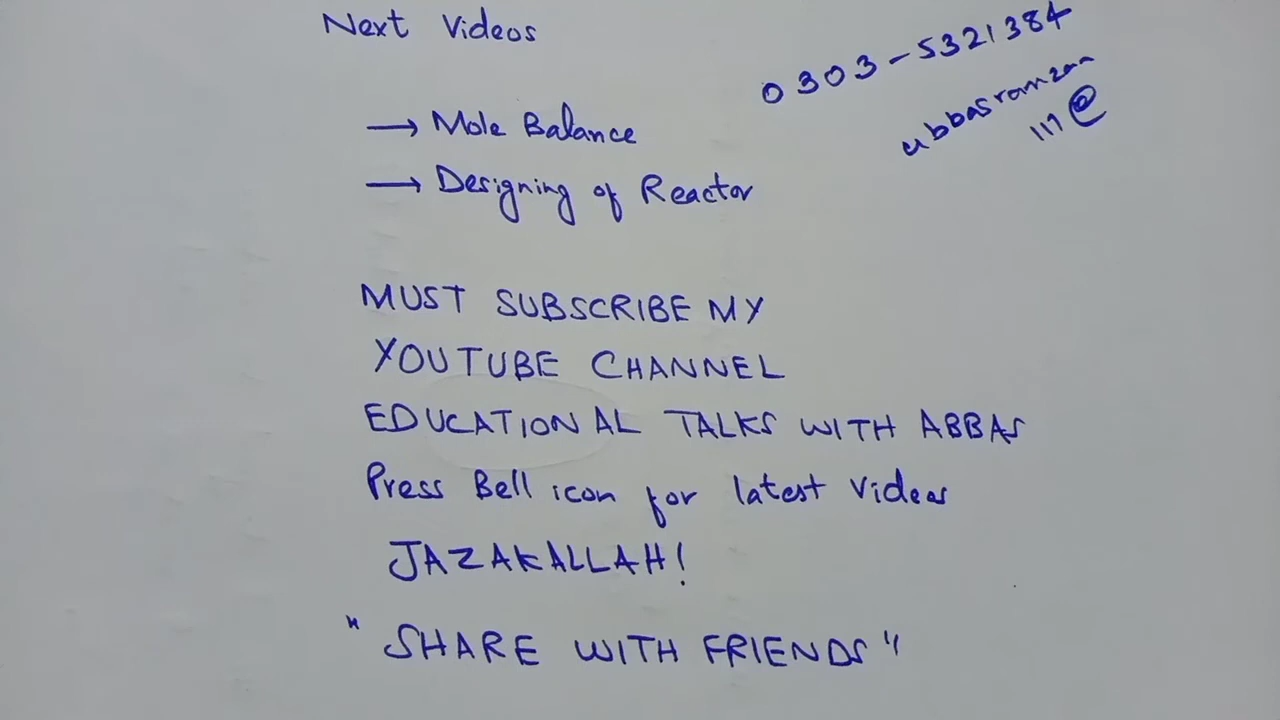 Next Videos
0303-5321384
abbasramzan
111@
→ Mole Balance
→ Designing of Reactor
MUST SUBSCRIBE MY
YOUTUBE CHANNEL
EDUCATIONAL TALKS WITH ABBAS
Press Bell icon for latest videos
JAZAKALLAH!
"SHARE WITH FRIENDS"